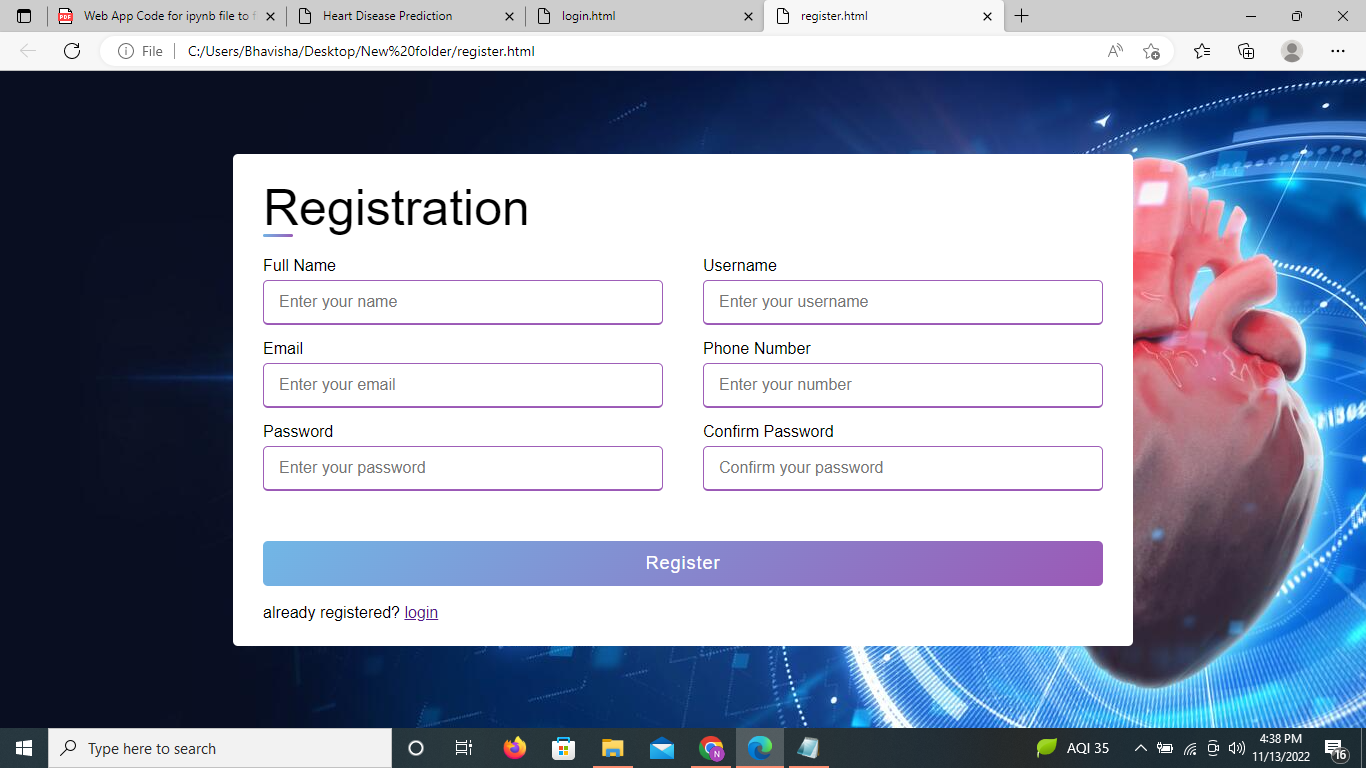 Web App Code for ipynb file to f
Heart Disease Prediction
login.html
register.html
File
C:/Users/Bhavisha/Desktop/New%20folder/register.html
Registration
Full Name
Username
Enter your name
Enter your username
Email
Phone Number
Enter your email
Enter your number
Password
Confirm Password
Enter your password
Confirm your password
Register
already registered? login
Type here to search
AQI 35
4:38 PM
11/13/2022
16